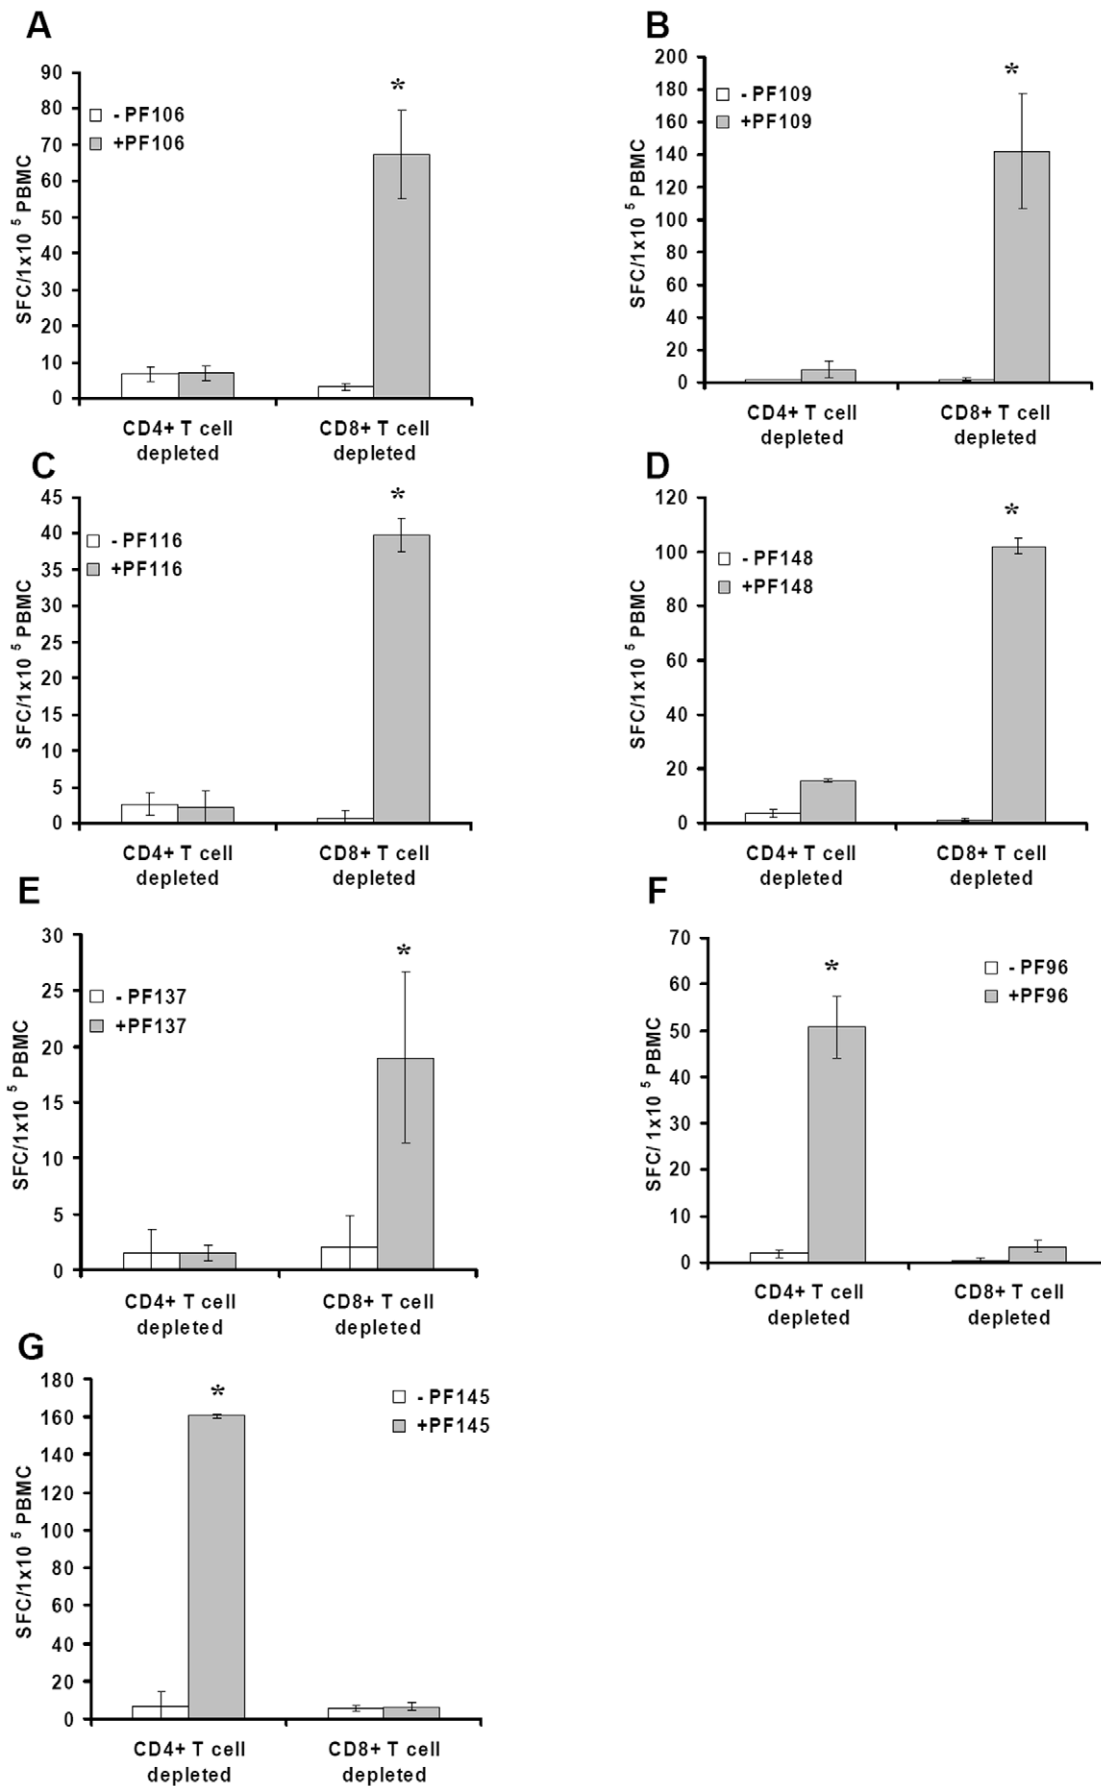 A
90
80
70
60
50
40
30
20
10
0
SFC/1x10 5 PBMC
- PF106
+PF106
*
CD4+ T cell
depleted
CD8+ T cell
depleted
B
200
180
160
140
120
100
80
60
40
20
0
SFC/1x10 5 PBMC
- PF109
+PF109
*
CD4+ T cell
depleted
CD8+ T cell
depleted
C
45
40
35
30
25
20
15
10
5
0
SFC/1x10 5 PBMC
- PF116
+PF116
*
CD4+ T cell
depleted
CD8+ T cell
depleted
D
120
100
80
60
40
20
0
SFC/1x10 5 PBMC
- PF148
+PF148
*
CD4+ T cell
depleted
CD8+ T cell
depleted
E
30
25
20
15
10
5
0
SFC/1x10 5 PBMC
- PF137
+PF137
*
CD4+ T cell
depleted
CD8+ T cell
depleted
F
70
60
50
40
30
20
10
0
SFC/ 1x10 5 PBMC
- PF96
+PF96
*
CD4+ T cell
depleted
CD8+ T cell
depleted
G
180
160
140
120
100
80
60
40
20
0
SFC/1x10 5 PBMC
- PF145
+PF145
*
CD4+ T cell
depleted
CD8+ T cell
depleted